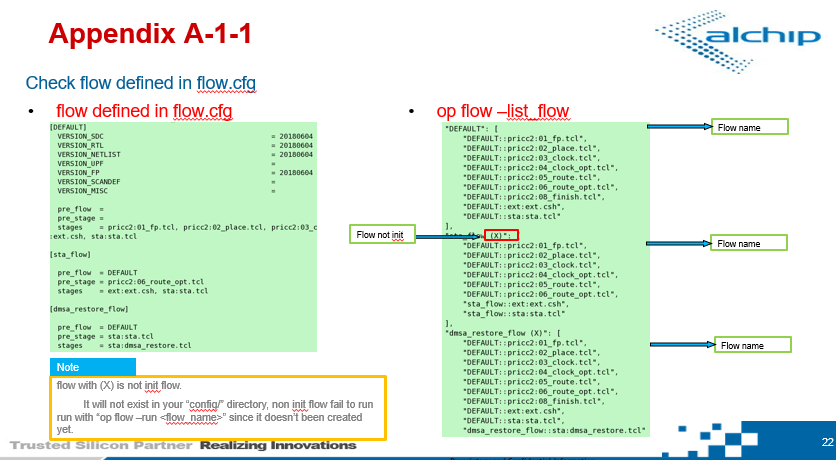 Appendix A-1-1
alchip
Check flow defined in flow.cfg
• flow defined in flow.cfg
[DEFAULT]
VERSION_SDC = 20180604
VERSION_RTL = 20180604
VERSION_NETLIST = 20180604
VERSION_UPF =
VERSION_FP = 20180604
VERSION_SCANDEF =
VERSION_MISC =
pre_flow =
pre_stage =
stages = pricc2:01_fp.tcl, pricc2:02_place.tcl, pricc2:03_c
:ext.csh, sta:sta.tcl
[sta_flow]
pre_flow = DEFAULT
pre_stage = pricc2:06_route_opt.tcl
stages = ext:ext.csh, sta:sta.tcl
[dmsa_restore_flow]
pre_flow = DEFAULT
pre_stage = sta:sta.tcl
stages = sta:dmsa_restore.tcl
Note
flow with (X) is not init flow.
It will not exist in your “config/” directory, non init flow fail to run
run with “op flow –run <flow_name>” since it doesn’t been created
yet.
• op flow –list_flow
"DEFAULT": [
"DEFAULT::pricc2:01_fp.tcl",
"DEFAULT::pricc2:02_place.tcl",
"DEFAULT::pricc2:03_clock.tcl",
"DEFAULT::pricc2:04_clock_opt.tcl",
"DEFAULT::pricc2:05_route.tcl",
"DEFAULT::pricc2:06_route_opt.tcl",
"DEFAULT::pricc2:08_finish.tcl",
"DEFAULT::ext:ext.csh",
"DEFAULT::sta:sta.tcl"
],
"sta_flow (X)":
"DEFAULT::pricc2:01_fp.tcl",
"DEFAULT::pricc2:02_place.tcl",
"DEFAULT::pricc2:03_clock.tcl",
"DEFAULT::pricc2:04_clock_opt.tcl",
"DEFAULT::pricc2:05_route.tcl",
"DEFAULT::pricc2:06_route_opt.tcl",
"sta_flow::ext:ext.csh",
"sta_flow::sta:sta.tcl"
],
"dmsa_restore_flow (X)": [
"DEFAULT::pricc2:01_fp.tcl",
"DEFAULT::pricc2:02_place.tcl",
"DEFAULT::pricc2:03_clock.tcl",
"DEFAULT::pricc2:04_clock_opt.tcl",
"DEFAULT::pricc2:05_route.tcl",
"DEFAULT::pricc2:06_route_opt.tcl",
"DEFAULT::pricc2:08_finish.tcl",
"DEFAULT::ext:ext.csh",
"DEFAULT::sta:sta.tcl",
"dmsa_restore_flow::sta:dmsa_restore.tcl"
Flow not init
Flow name
Flow name
Flow name
Trusted Silicon Partner Realizing Innovations
22